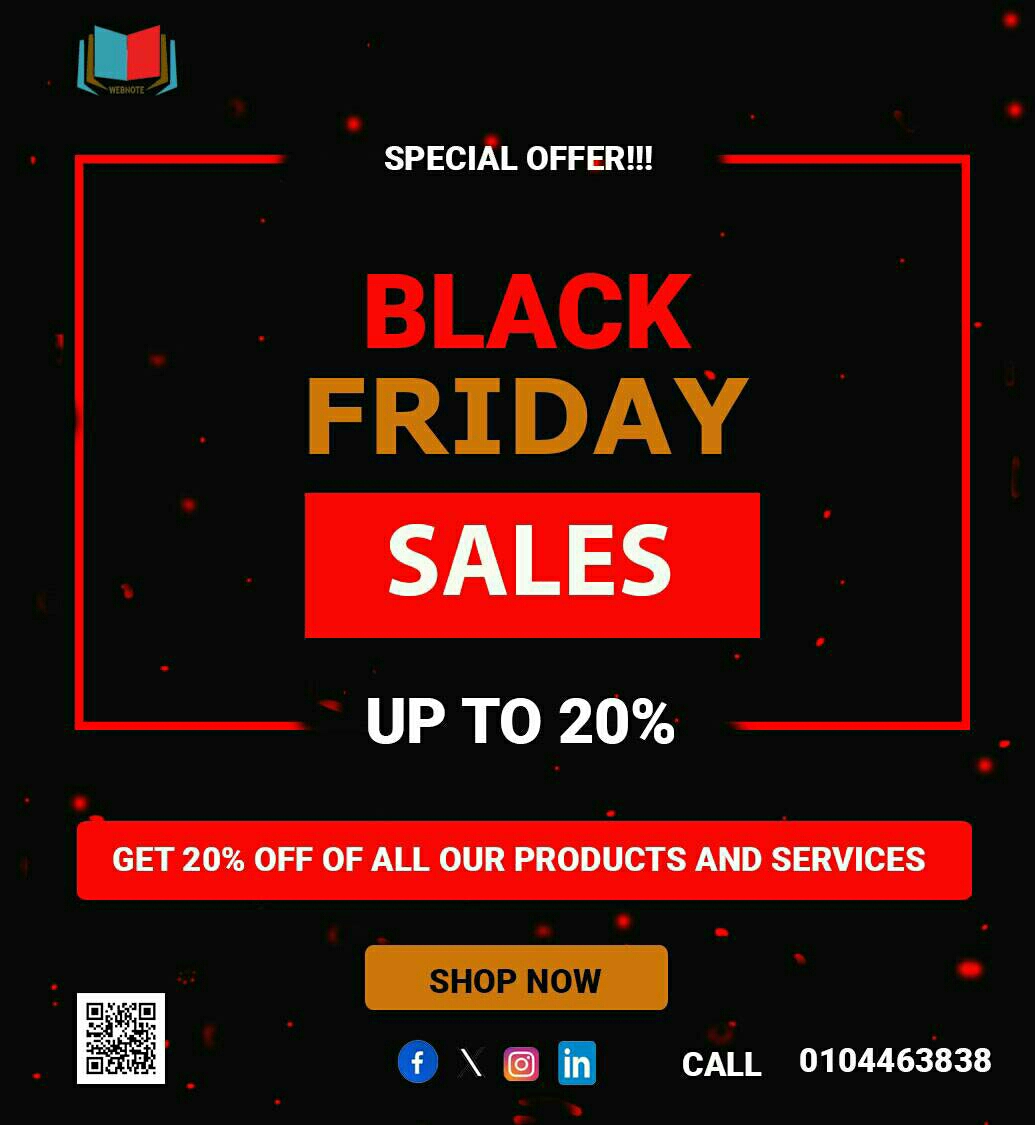 WEBNOTE
SPECIAL OFFER!!!
BLACK
FRIDAY
SALES
UP TO 20%
GET 20% OFF OF ALL OUR PRODUCTS AND SERVICES
SHOP NOW
f
X
in
CALL 0104463838